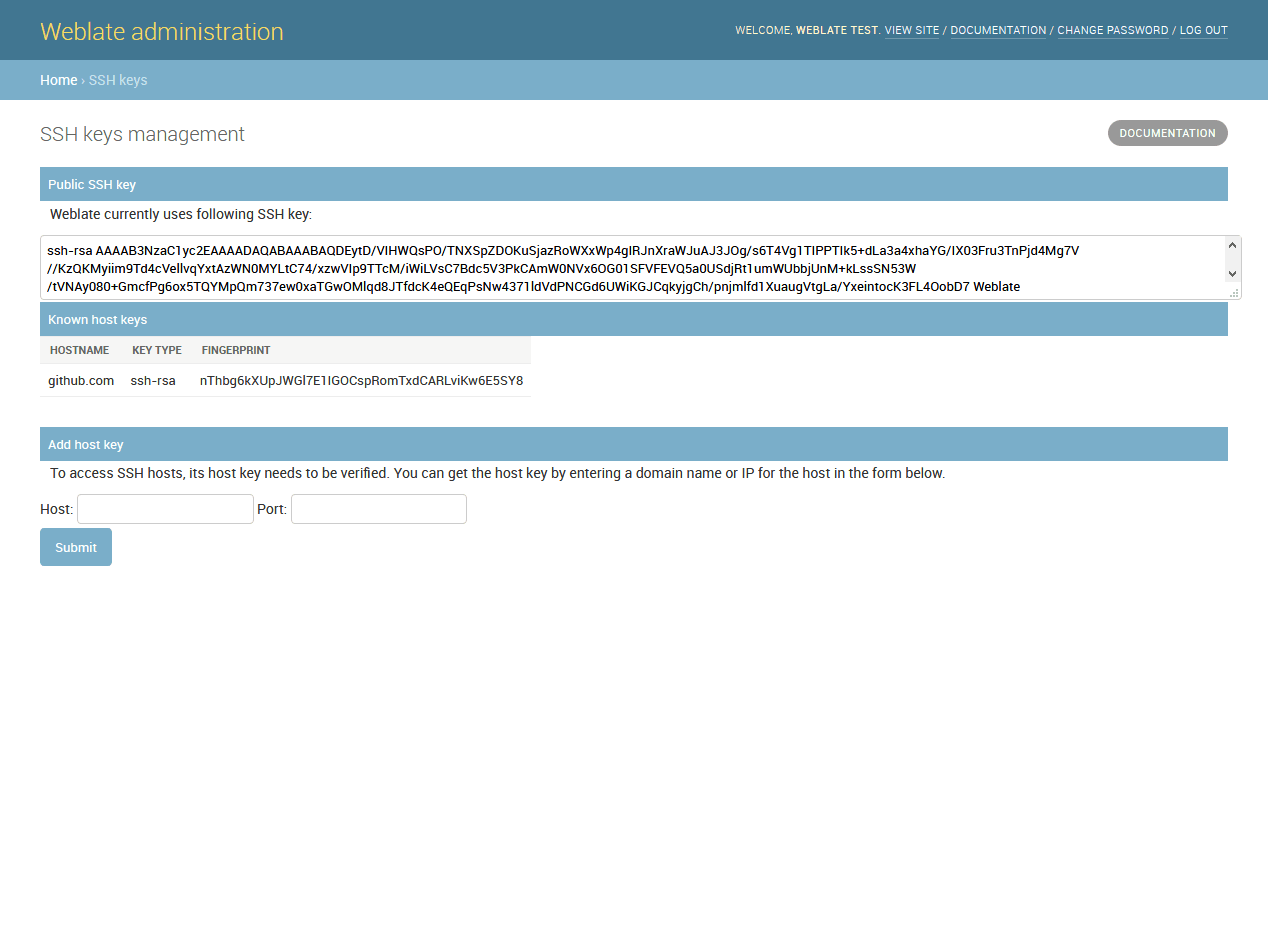 Weblate administration
WELCOME, WEBLATE TEST. VIEW SITE / DOCUMENTATION / CHANGE PASSWORD / LOG OUT
Home › SSH keys
SSH keys management
DOCUMENTATION
Public SSH key
Weblate currently uses following SSH key:
ssh-rsa AAAAB3NzaC1yc2EAAAADAQABAAABAQDEytD/VIHWQsPO/TNXSpZDOKuSjazRoWXxWp4gIRJnXraWJuAJ3JOg/s6T4Vg1TIPPTIk5+dLa3a4xhaYG/IX03Fru3TnPjd4Mg7V
//KzQKMyiim9Td4cVellvqYxtAzWN0MYLtC74/xzwVIp9TTcM/iWiLVsC7Bdc5V3PkCAmW0NVx6OG01SFVFEVQ5a0USdjRt1umWUbbjUnM+kLssSN53W
/tVNAy080+GmcfPg6ox5TQYMpQm737ew0xaTGwOMlqd8JTfdcK4eQEqPsNw4371ldVdPNCGd6UWiKGJCqkyjgCh/pnjmlfd1XuaugVtgLa/YxeintocK3FL4OobD7 Weblate
Known host keys
HOSTNAME KEY TYPE FINGERPRINT
github.com ssh-rsa nThbg6kXUpJWGl7E1IGOCspRomTxdCARLviKw6E5SY8
Add host key
To access SSH hosts, its host key needs to be verified. You can get the host key by entering a domain name or IP for the host in the form below.
Host: Port:
Submit